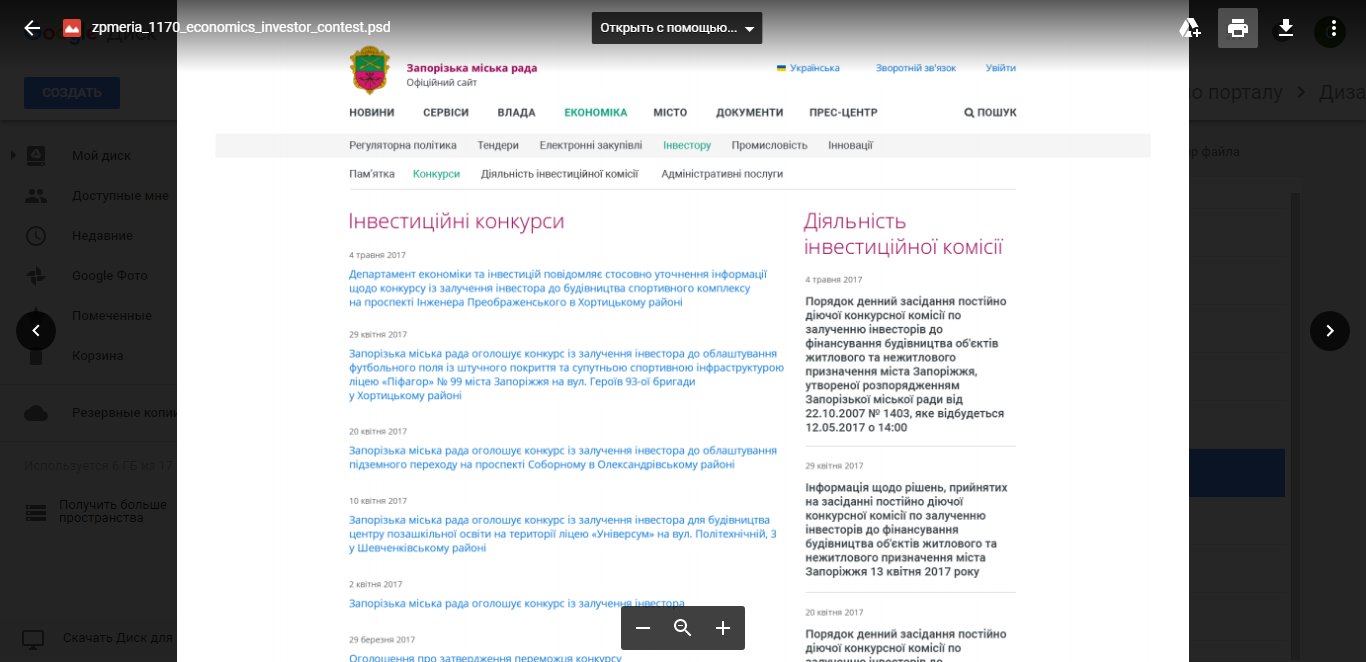 zpmeria_1170_economics_investor_contest.psd
Открыть с помощью...
СОЗДАТЬ
Мой диск
Доступные мне
Недавние
Google Фото
Помеченные
Корзина
Резервные копии
Используется 6 ГБ из 17
Получить больше
пространства
Скачать Диск для
о порталу > Диза
р файла
Запорізька міська рада
Офіційний сайт
Українська
Зворотній зв'язок
Увійти
НОВИНИ СЕРВІСИ ВЛАДА ЕКОНОМІКА МІСТО ДОКУМЕНТИ ПРЕС-ЦЕНТР ПОШУК
Регуляторна політика Тендери Електронні закупівлі Інвестору Промисловість Інновації
Пам'ятка Конкурси Діяльність інвестиційної комісії Адміністративні послуги
Інвестиційні конкурси
4 травня 2017
Департамент економіки та інвестицій повідомляє стосовно уточнення інформації
щодо конкурсу із залучення інвестора до будівництва спортивного комплексу
на проспекті Інженера Преображенського в Хортицькому районі
29 квітня 2017
Запорізька міська рада оголошує конкурс із залучення інвестора до облаштування
футбольного поля із штучного покриття та супутньою спортивною інфраструктурою
ліцею «Піфагор» № 99 міста Запоріжжя на вул. Героїв 93-ої бригади
у Хортицькому районі
20 квітня 2017
Запорізька міська рада оголошує конкурс із залучення інвестора до облаштування
підземного переходу на проспекті Соборному в Олександрівському районі
10 квітня 2017
Запорізька міська рада оголошує конкурс із залучення інвестора для будівництва
центру позашкільної освіти на території ліцею «Універсум» на вул. Політехнічній, 3
у Шевченківському районі
2 квітня 2017
Запорізька міська рада оголошує конкурс із залучення інвестора
29 березня 2017
Оголошення про затвердження переможця конкурсу
Діяльність
інвестиційної комісії
4 травня 2017
Порядок денний засідання постійно
діючої конкурсної комісії по
залученню інвесторів до
фінансування будівництва об'єктів
житлового та нежитлового
призначення міста Запоріжжя,
утвореної розпорядженням
Запорізької міської ради від
22.10.2007 № 1403, яке відбудеться
12.05.2017 о 14:00
29 квітня 2017
Інформація щодо рішень, прийнятих
на засіданні постійно діючої
конкурсної комісії по залученню
інвесторів до фінансування
будівництва об'єктів житлового та
нежитлового призначення міста
Запоріжжя 13 квітня 2017 року
20 квітня 2017
Порядок денний засідання постійно
діючої конкурсної комісії по
залученню інвесторів до